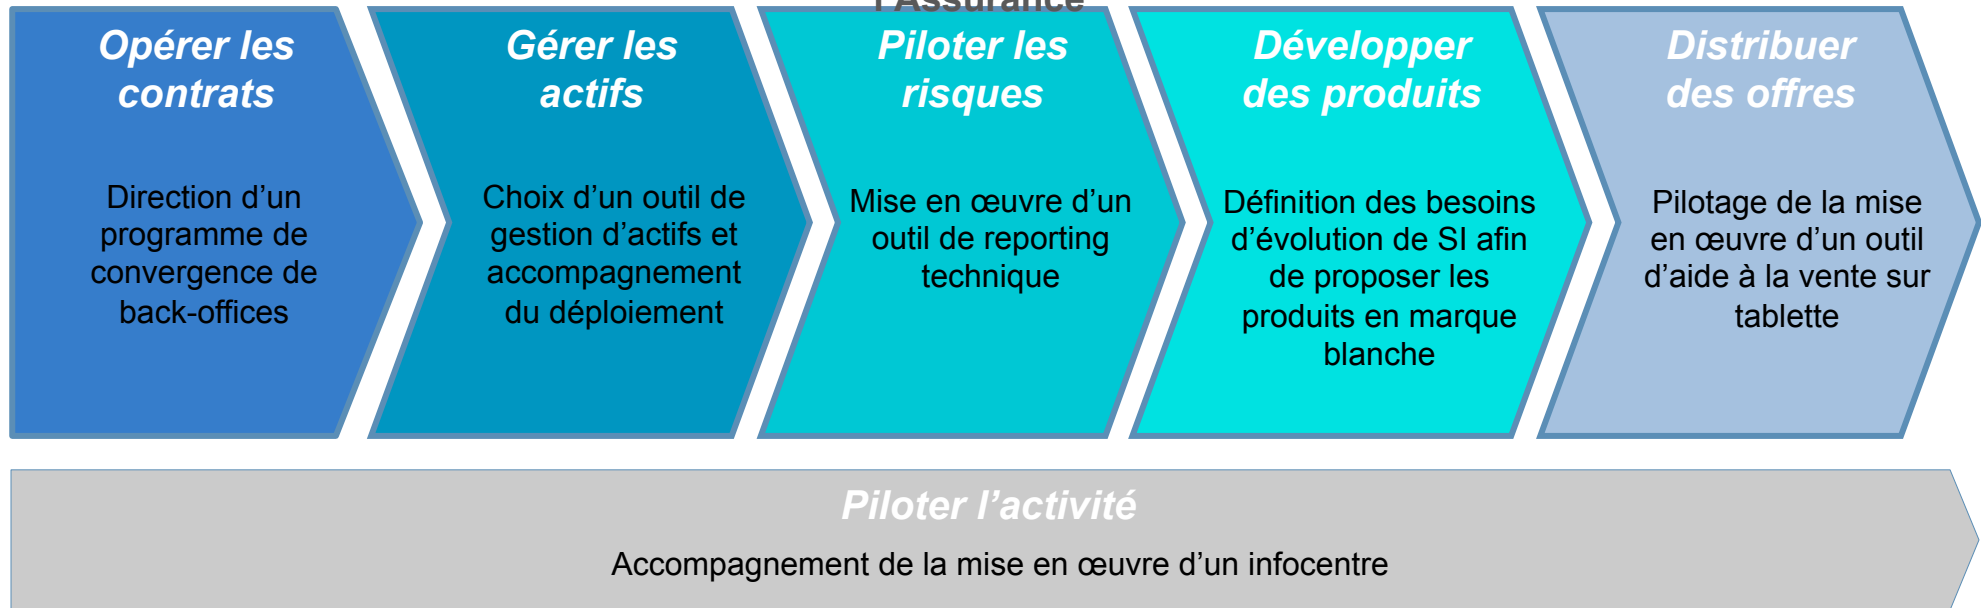 l'Assurance
Opérer les
contrats
Direction d’un
programme de
convergence de
back-offices
Gérer les
actifs
Choix d’un outil de
gestion d’actifs et
accompagnement
du déploiement
Piloter les
risques
Mise en œuvre d’un
outil de reporting
technique
Développer
des produits
Définition des besoins
d’évolution de SI afin
de proposer les
produits en marque
blanche
Distribuer
des offres
Pilotage de la mise
en œuvre d’un outil
d’aide à la vente sur
tablette
Piloter l’activité
Accompagnement de la mise en œuvre d’un infocentre